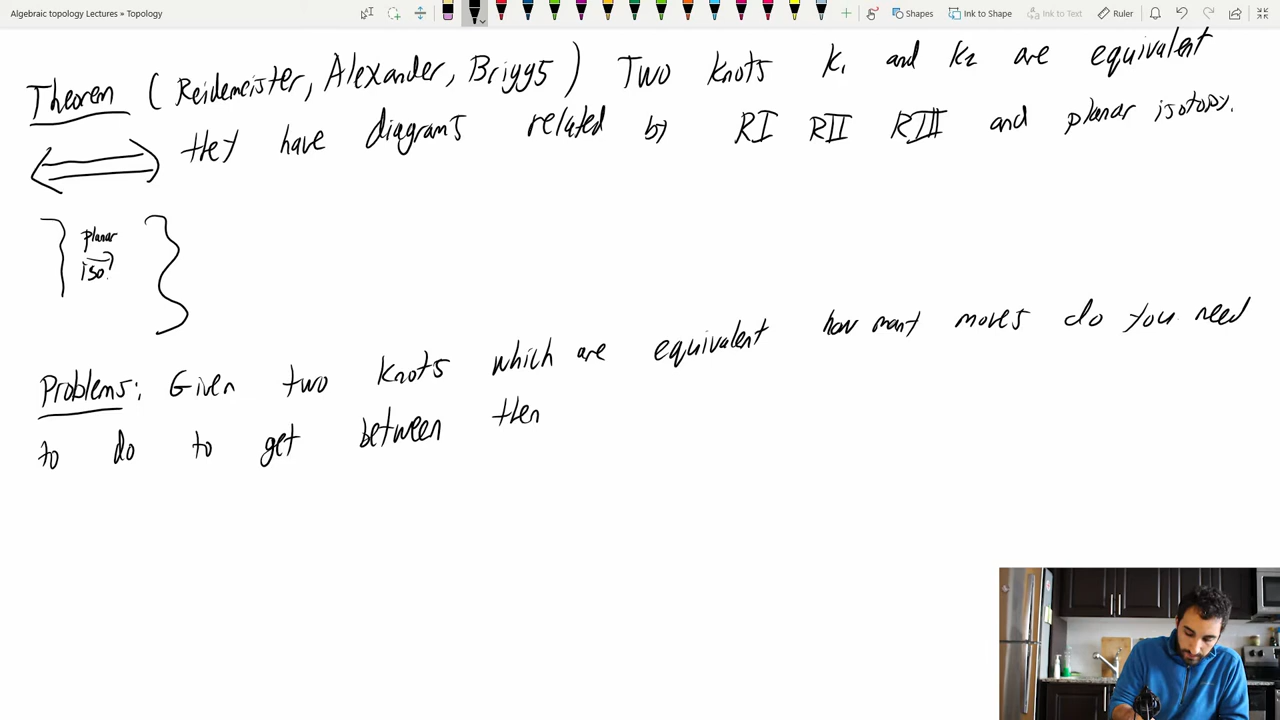 Algebraic topology Lectures » Topology
Shapes Ink to Shape Ink to Text Ruler
Theorem (Reidemeister, Alexander, Briggs) Two knots K₁ and K₂ are equivalent
⟺ they have diagrams related by RI RII RIII and planar isotopy.
planar
iso.
Problems: Given two knots which are equivalent how many moves do you need
to do to get between then